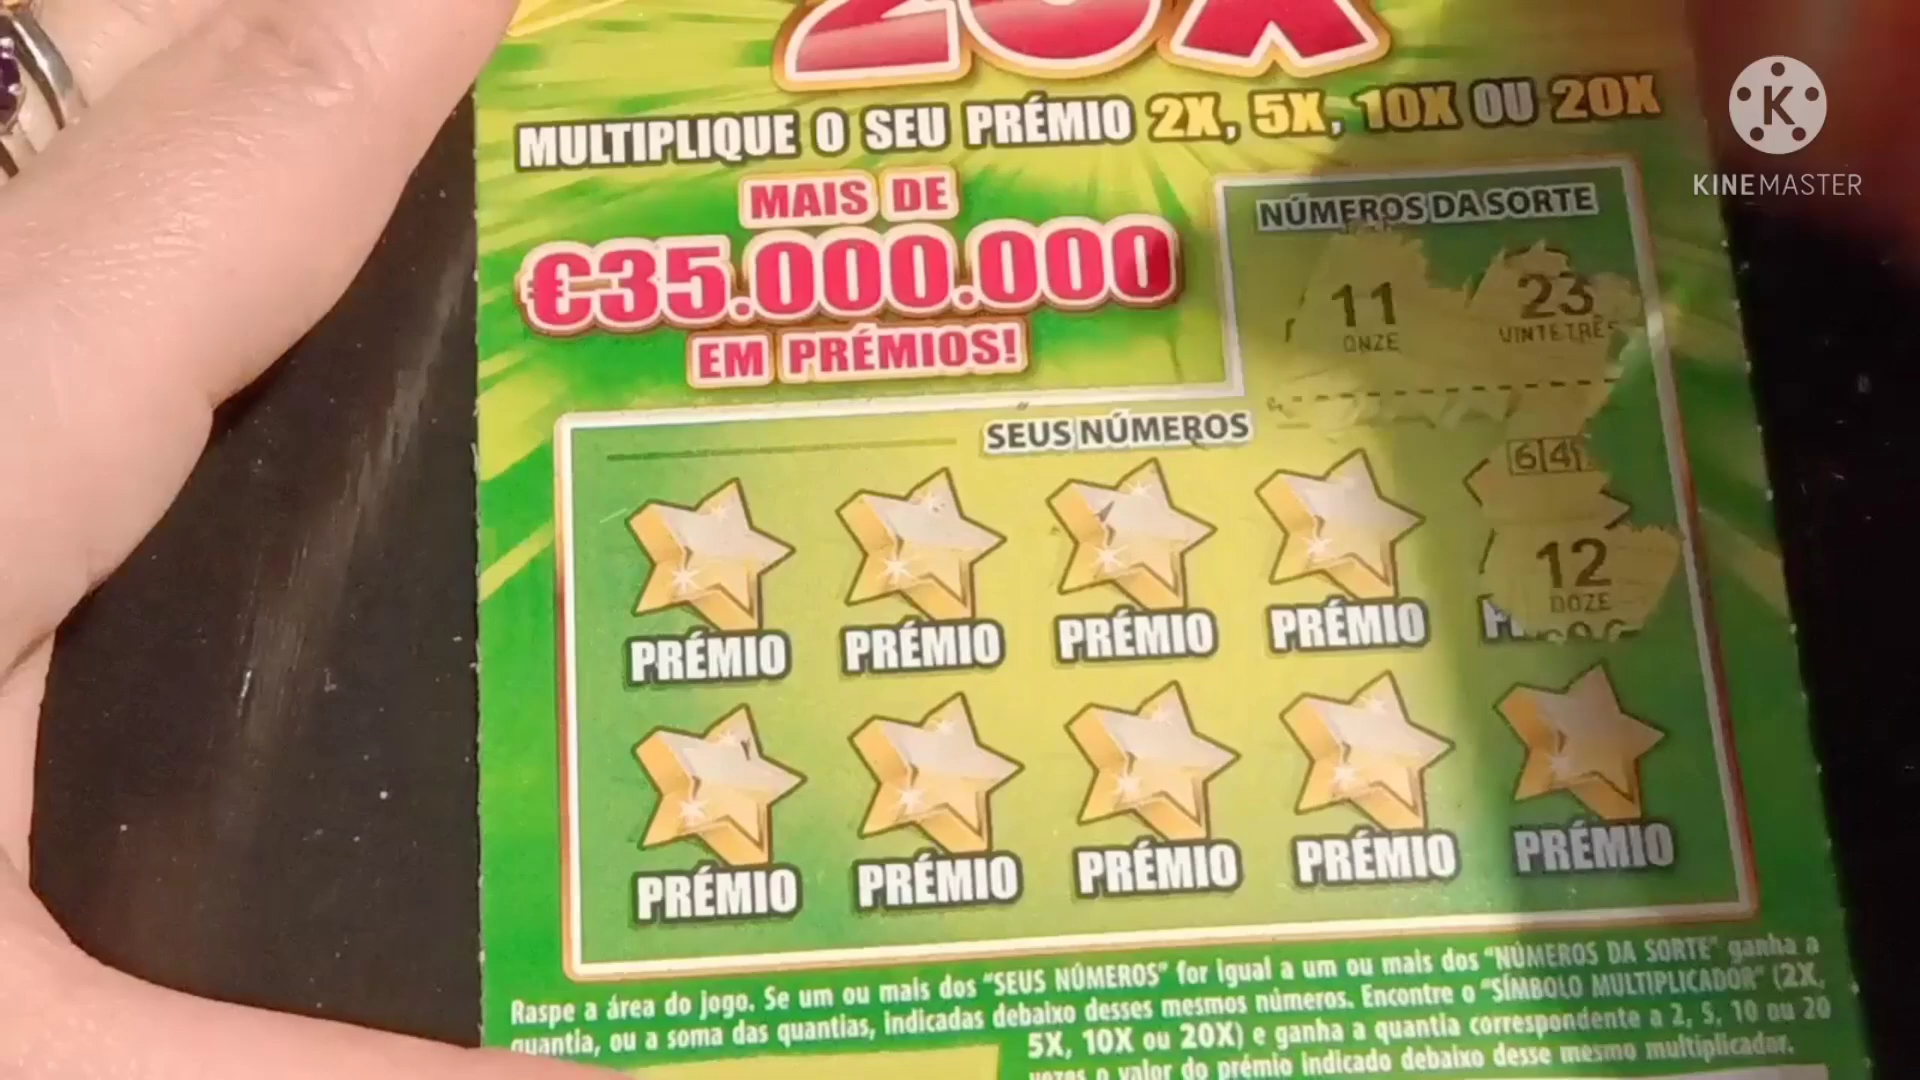 20X
MULTIPLIQUE O SEU PRÉMIO 2X, 5X, 10X OU 20X
KINEMASTER
MAIS DE
€35.000.000
EM PRÉMIOS!
NÚMEROS DA SORTE
11 23
ONZE VINTETRÊS
SEUS NÚMEROS
64
12
DOZE
PRÉMIO PRÉMIO PRÉMIO PRÉMIO
PRÉMIO PRÉMIO PRÉMIO PRÉMIO PRÉMIO
Raspe a área do jogo. Se um ou mais dos "SEUS NÚMEROS" for igual a um ou mais dos "NÚMEROS DA SORTE" ganha a
quantia, ou a soma das quantias, indicadas debaixo desses mesmos números. Encontre o "SÍMBOLO MULTIPLICADOR" (2X,
5X, 10X ou 20X) e ganha a quantia correspondente a 2, 5, 10 ou 20
vezes o valor do prémio indicado debaixo desse mesmo multiplicador.